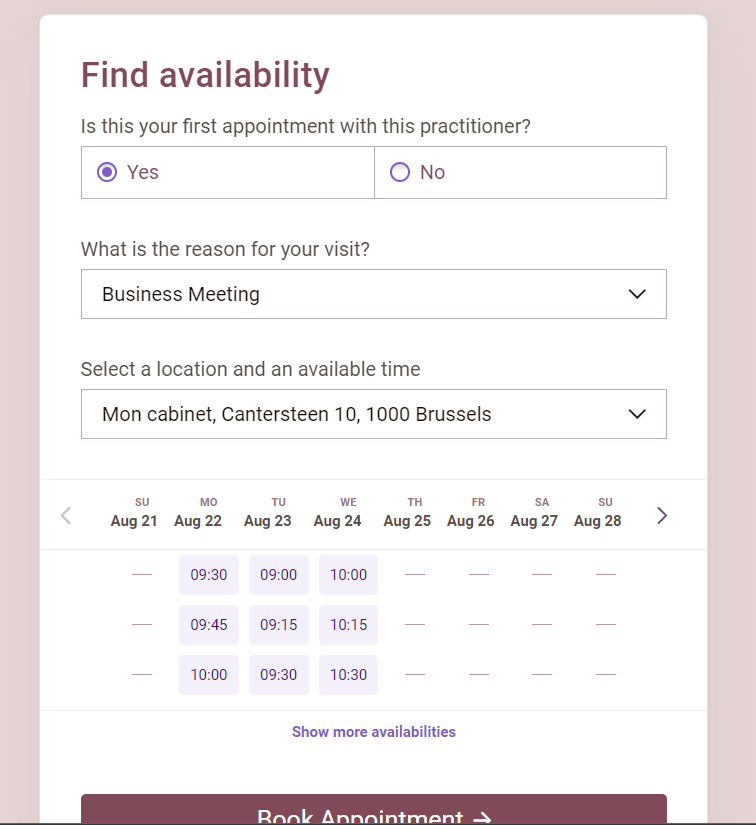 Find availability
Is this your first appointment with this practitioner?
Yes No
What is the reason for your visit?
Business Meeting
Select a location and an available time
Mon cabinet, Cantersteen 10, 1000 Brussels
SU MO TU WE TH FR SA SU
Aug 21 Aug 22 Aug 23 Aug 24 Aug 25 Aug 26 Aug 27 Aug 28
— 09:30 09:00 10:00 — — — —
— 09:45 09:15 10:15 — — — —
— 10:00 09:30 10:30 — — — —
Show more availabilities
Book Appointment →